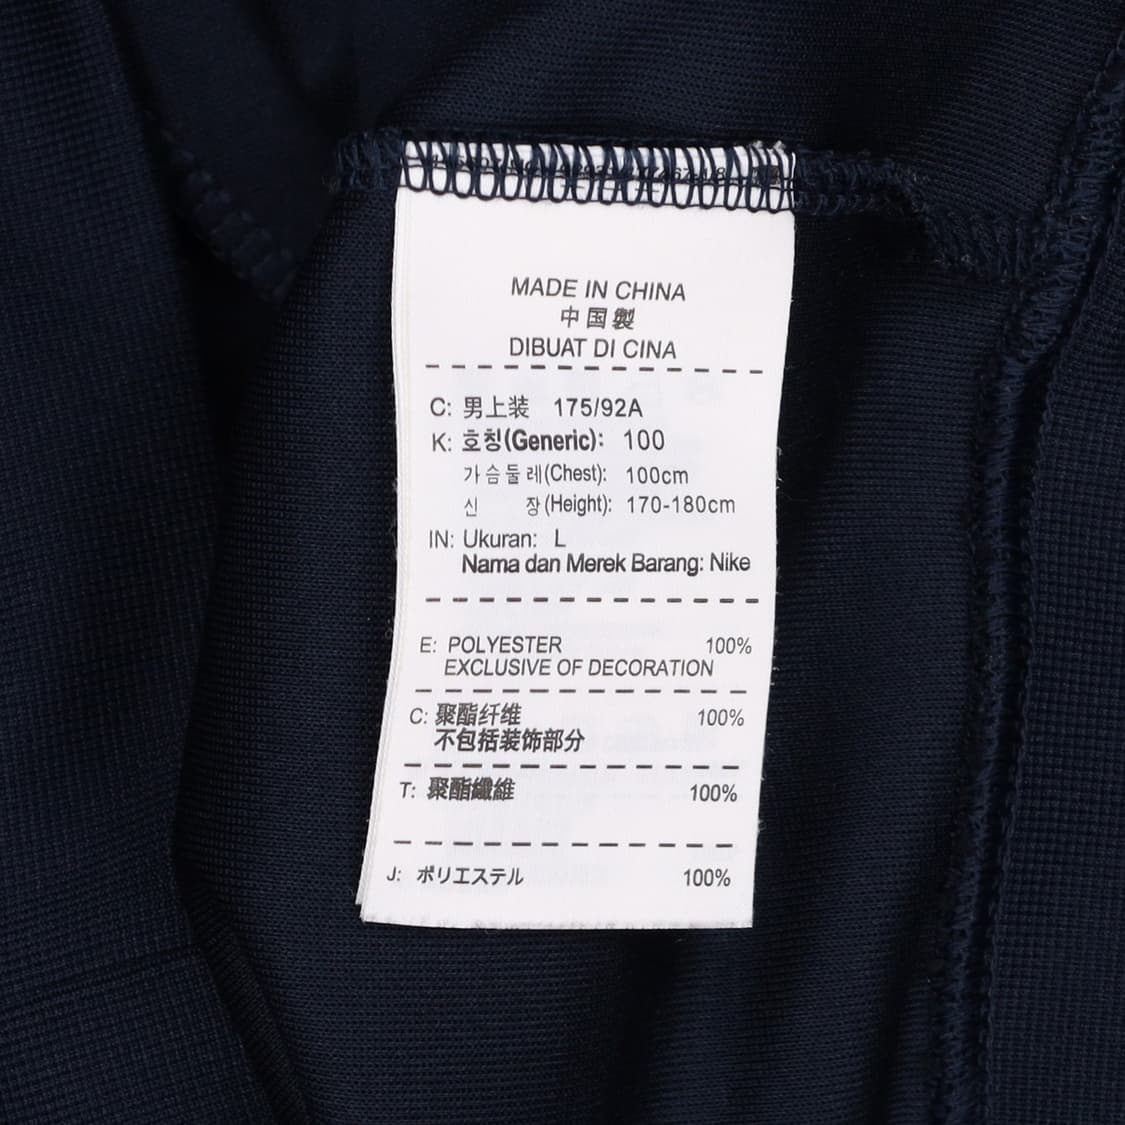 MADE IN CHINA
中国製
DIBUAT DI CINA
C: 男上装 175/92A
K: 호칭(Generic): 100
가슴둘레(Chest): 100cm
신 장(Height): 170-180cm
IN: Ukuran: L
Nama dan Merek Barang: Nike
E: POLYESTER 100%
EXCLUSIVE OF DECORATION
C: 聚酯纤维 100%
不包括装饰部分
T: 聚酯纖維 100%
J: ポリエステル 100%